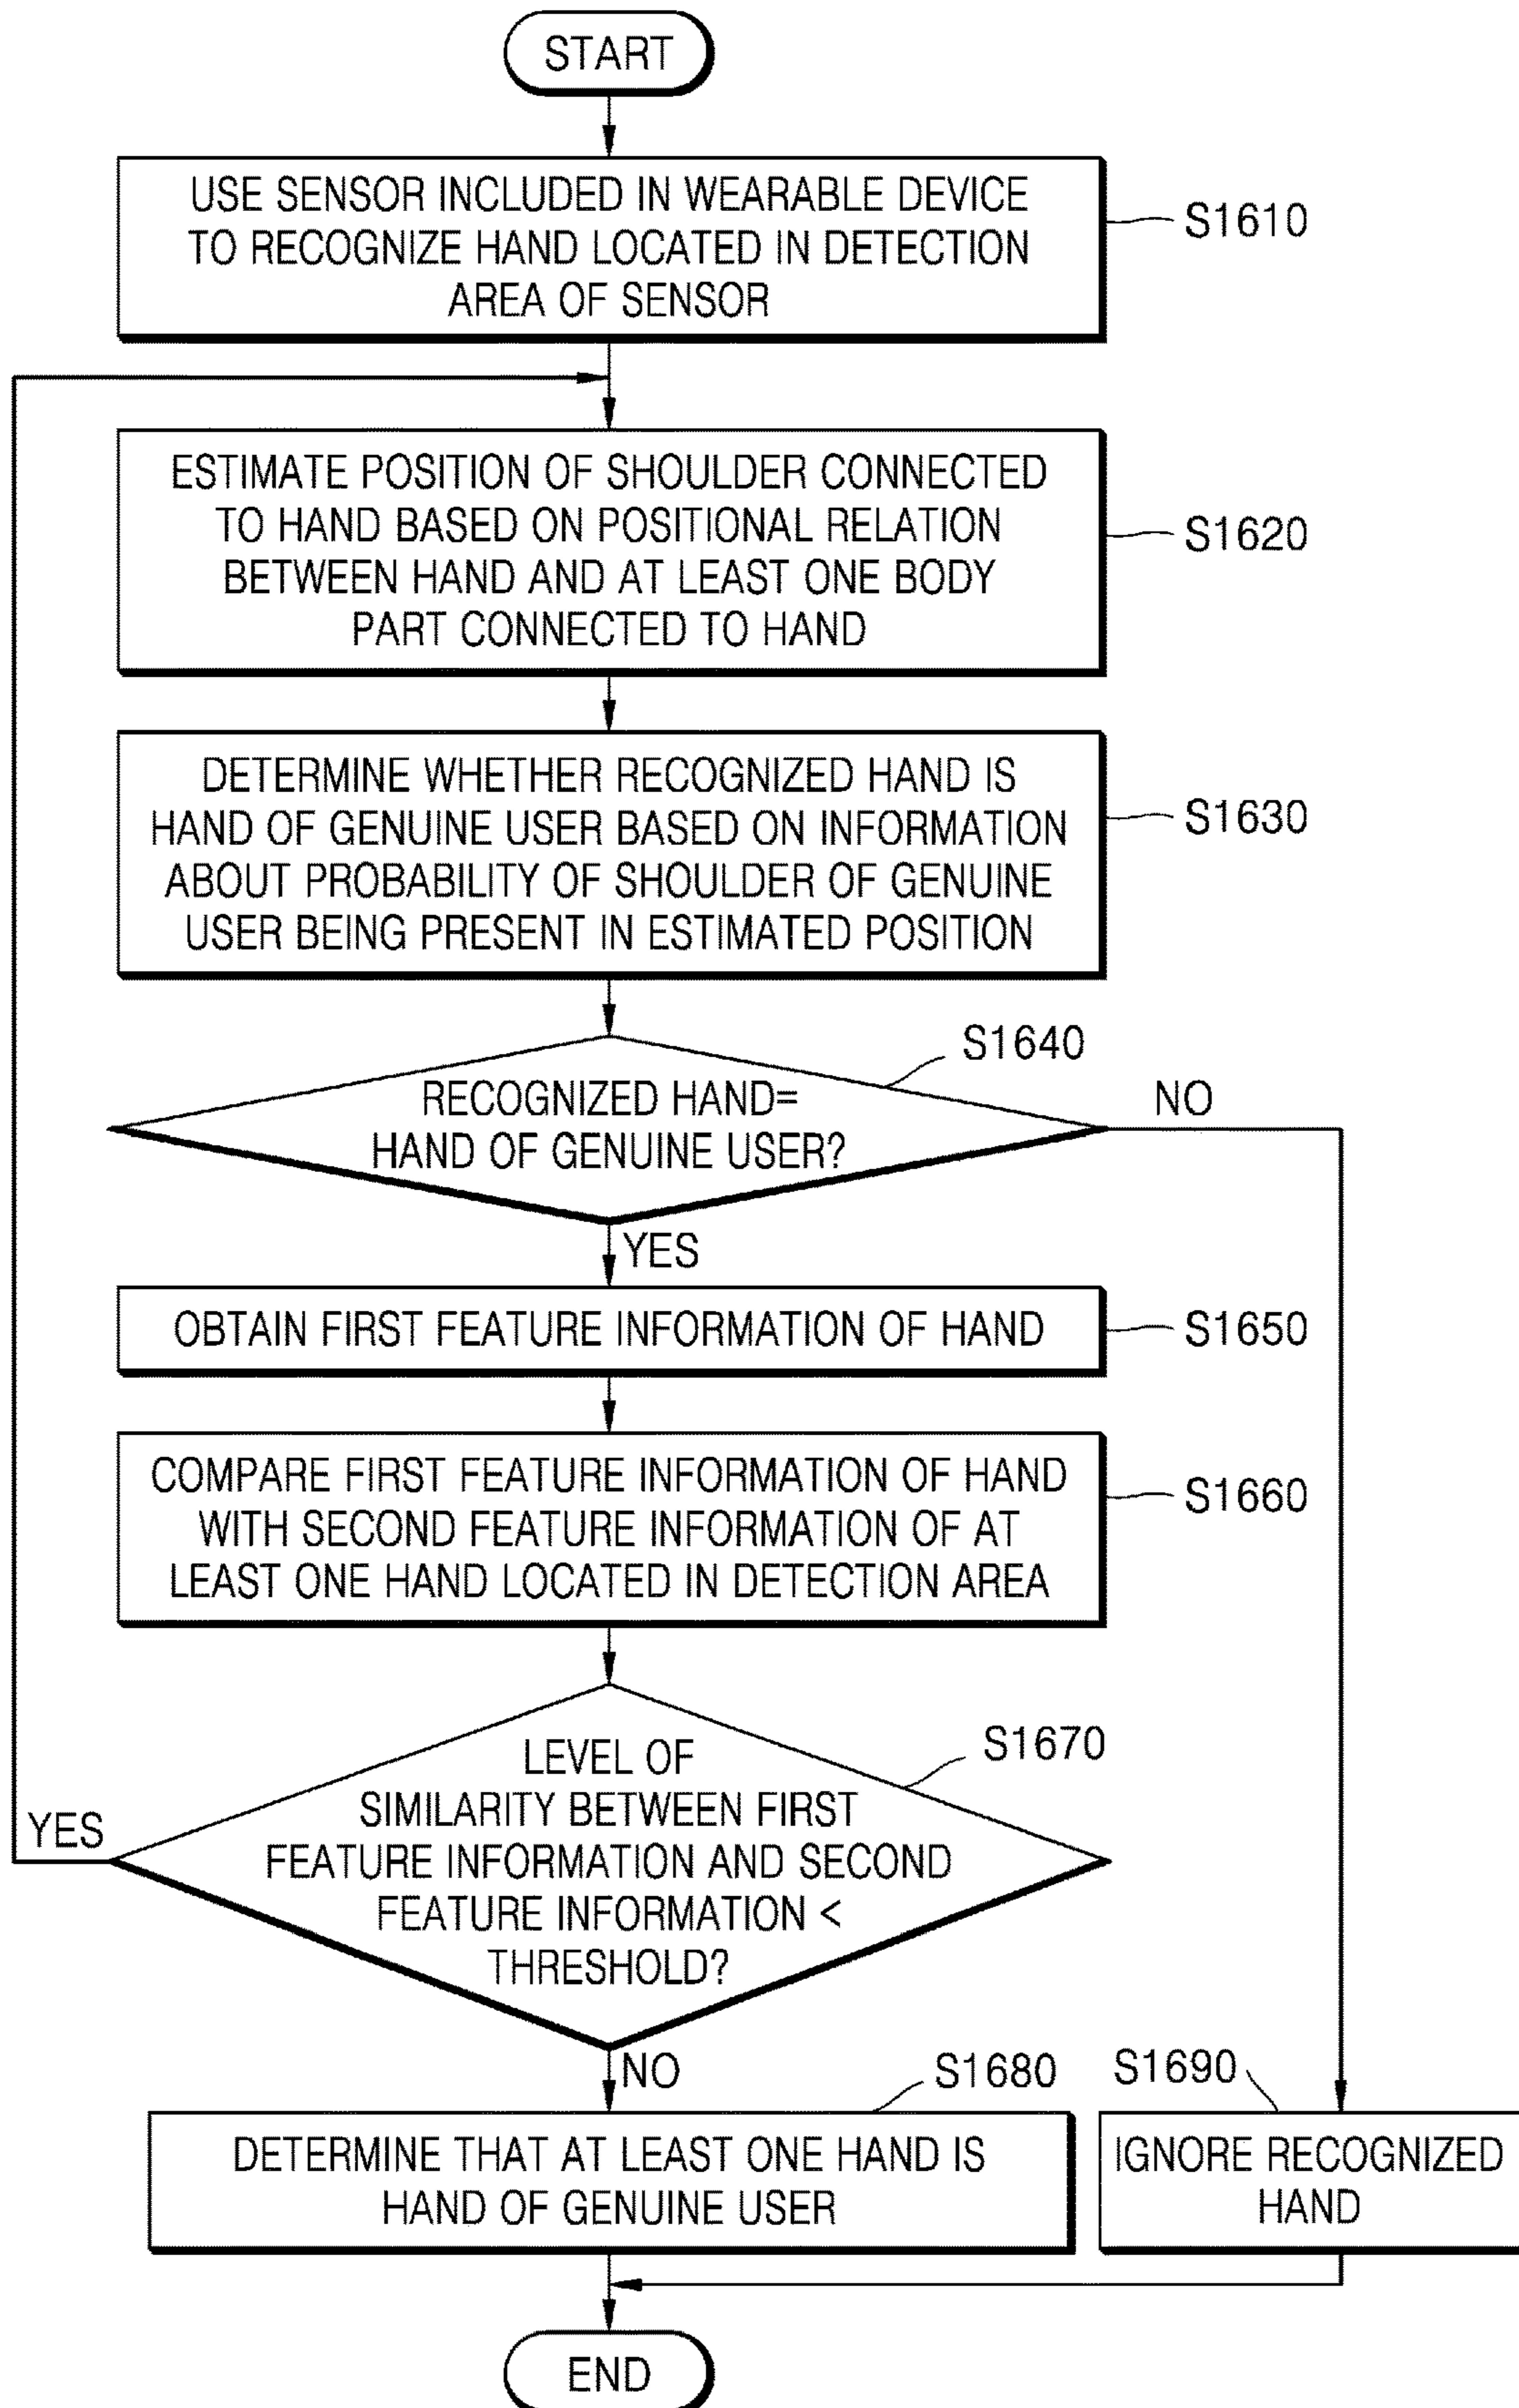 START
USE SENSOR INCLUDED IN WEARABLE DEVICE
TO RECOGNIZE HAND LOCATED IN DETECTION
AREA OF SENSOR
S1610
ESTIMATE POSITION OF SHOULDER CONNECTED
TO HAND BASED ON POSITIONAL RELATION
BETWEEN HAND AND AT LEAST ONE BODY
PART CONNECTED TO HAND
S1620
DETERMINE WHETHER RECOGNIZED HAND IS
HAND OF GENUINE USER BASED ON INFORMATION
ABOUT PROBABILITY OF SHOULDER OF GENUINE
USER BEING PRESENT IN ESTIMATED POSITION
S1630
S1640
RECOGNIZED HAND=
HAND OF GENUINE USER?
NO
YES
OBTAIN FIRST FEATURE INFORMATION OF HAND
S1650
COMPARE FIRST FEATURE INFORMATION OF HAND
WITH SECOND FEATURE INFORMATION OF AT
LEAST ONE HAND LOCATED IN DETECTION AREA
S1660
S1670
LEVEL OF
SIMILARITY BETWEEN FIRST
FEATURE INFORMATION AND SECOND
FEATURE INFORMATION <
THRESHOLD?
YES
NO
S1680
DETERMINE THAT AT LEAST ONE HAND IS
HAND OF GENUINE USER
S1690
IGNORE RECOGNIZED
HAND
END